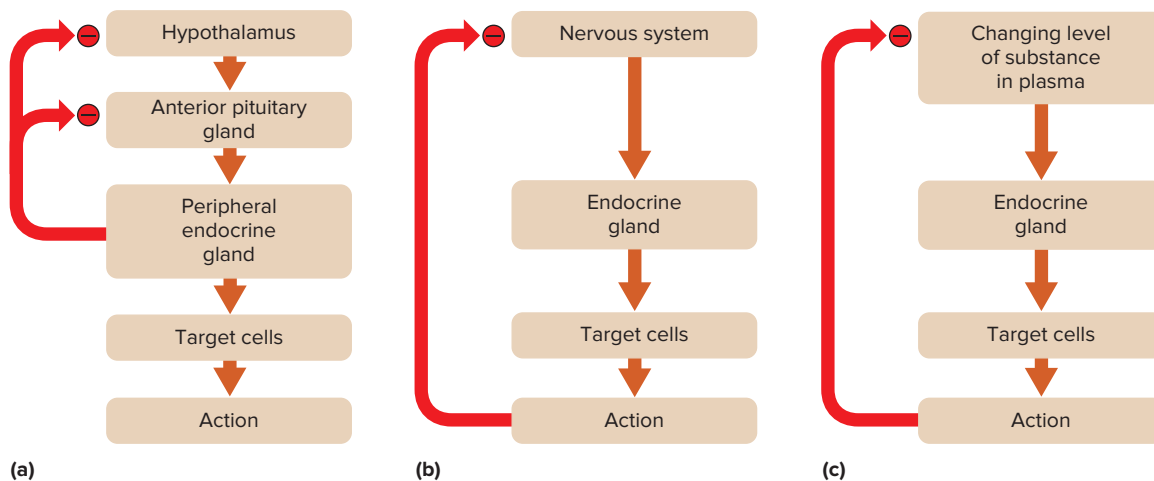 Hypothalamus
Anterior pituitary
gland
Peripheral
endocrine
gland
Target cells
Action
(a)
Nervous system
Endocrine
gland
Target cells
Action
(b)
Changing level
of substance
in plasma
Endocrine
gland
Target cells
Action
(c)